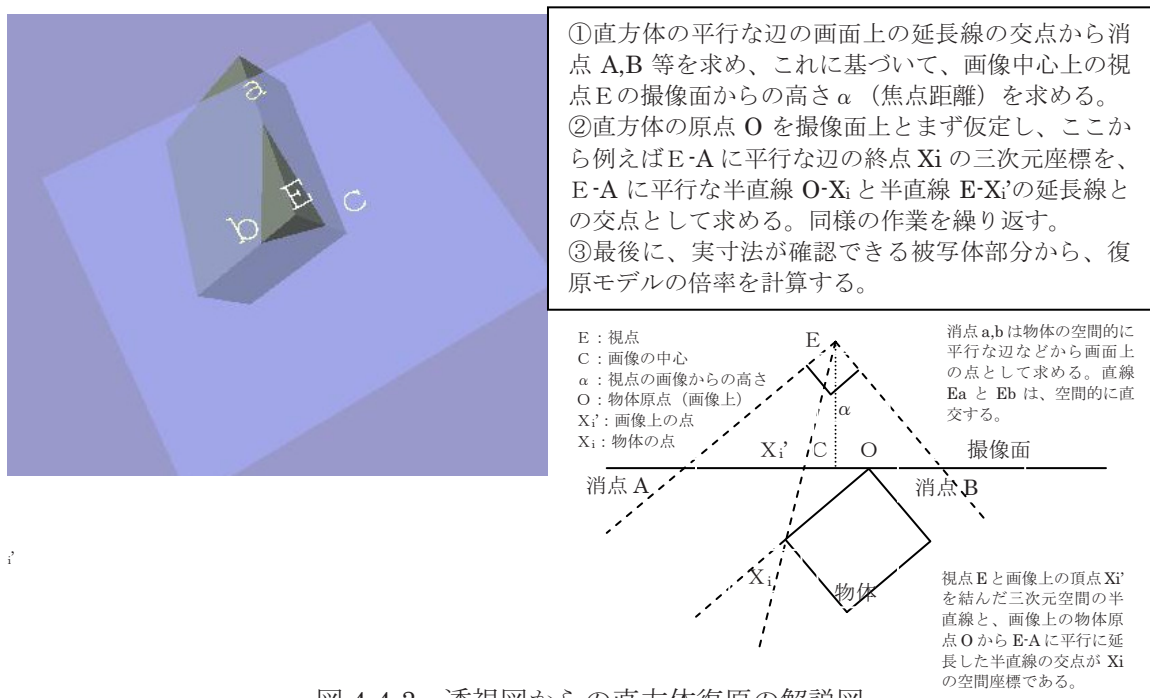 a
E
C
b
①直方体の平行な辺の画面上の延長線の交点から消
点 A,B 等を求め、これに基づいて、画像中心上の視
点Eの撮像面からの高さα（焦点距離）を求める。
②直方体の原点 O を撮像面上とまず仮定し、ここか
ら例えばE-A に平行な辺の終点 Xi の三次元座標を、
E-A に平行な半直線 O-Xi と半直線 E-Xi’の延長線と
の交点として求める。同様の作業を繰り返す。
③最後に、実寸法が確認できる被写体部分から、復
原モデルの倍率を計算する。
E：視点
C：画像の中心
α：視点の画像からの高さ
O：物体原点（画像上）
Xi’：画像上の点
Xi：物体の点
E
消点 a,b は物体の空間的に
平行な辺などから画面上
の点として求める。直線
Ea と Eb は、空間的に直
交する。
α
Xi’
C
O
撮像面
消点 A
消点 B
i’
Xi
物体
視点 E と画像上の頂点 Xi’
を結んだ三次元空間の半
直線と、画像上の物体原
点 O から E-A に平行に延
長した半直線の交点が Xi
の空間座標である。
図 4-4-2 透視図からの直方体復原の解説図